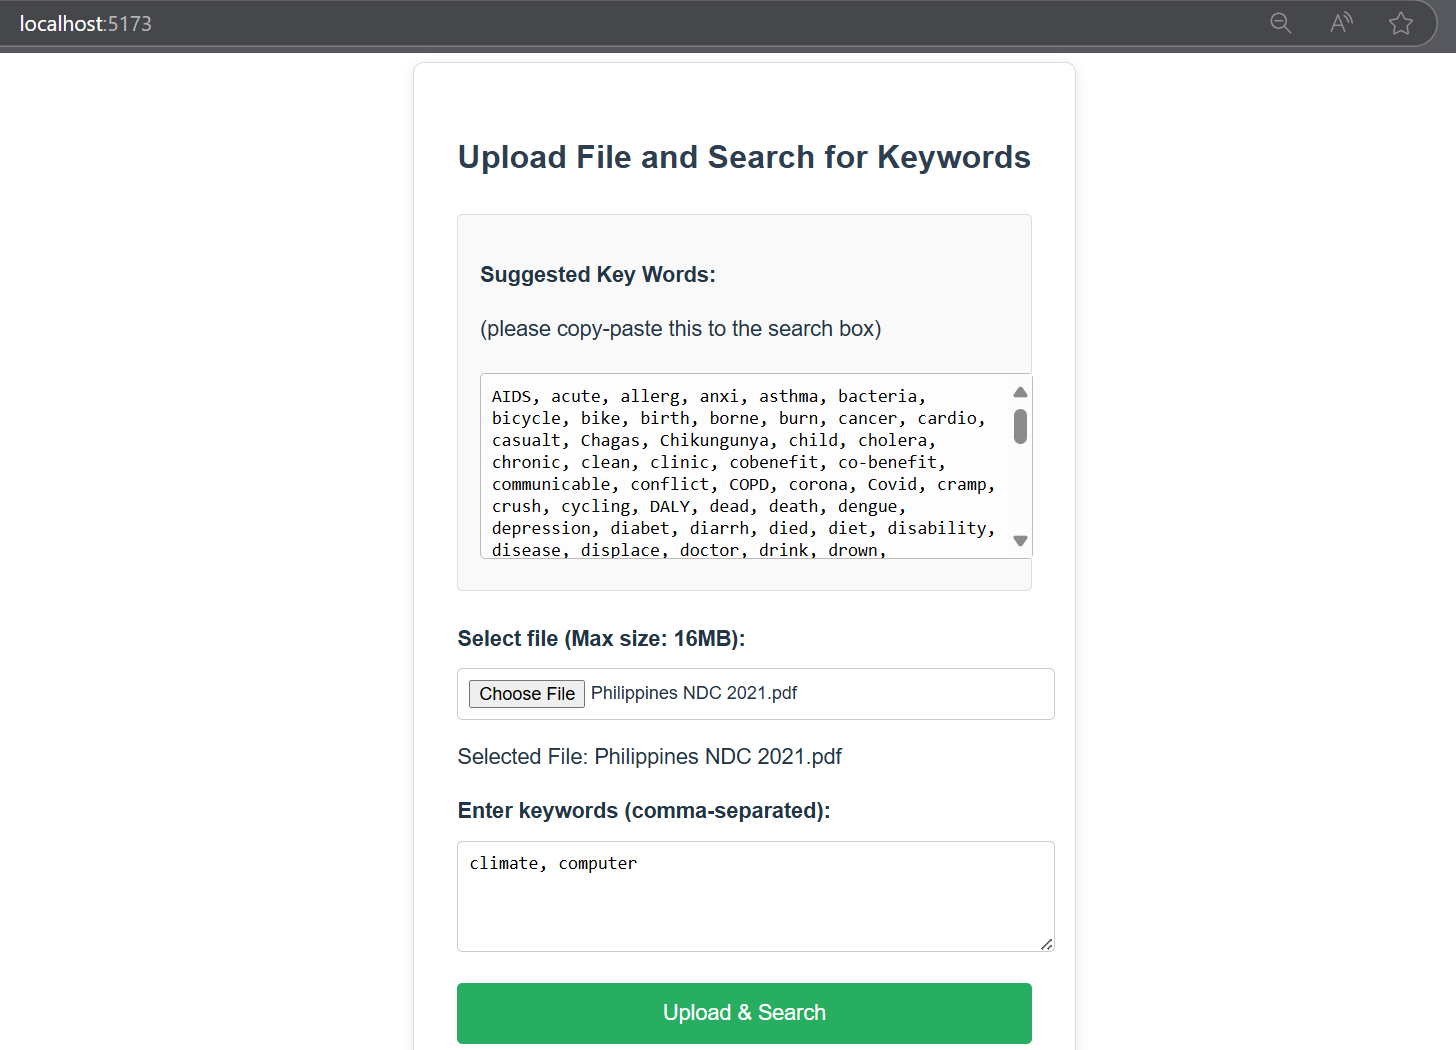 localhost:5173
Upload File and Search for Keywords
Suggested Key Words:
(please copy-paste this to the search box)
AIDS, acute, allerg, anxi, asthma, bacteria,
bicycle, bike, birth, borne, burn, cancer, cardio,
casualt, Chagas, Chikungunya, child, cholera,
chronic, clean, clinic, cobenefit, co-benefit,
communicable, conflict, COPD, corona, Covid, cramp,
crush, cycling, DALY, dead, death, dengue,
depression, diabet, diarrh, died, diet, disability,
disease, displace, doctor, drink, drown,
Select file (Max size: 16MB):
Choose File Philippines NDC 2021.pdf
Selected File: Philippines NDC 2021.pdf
Enter keywords (comma-separated):
climate, computer
Upload & Search